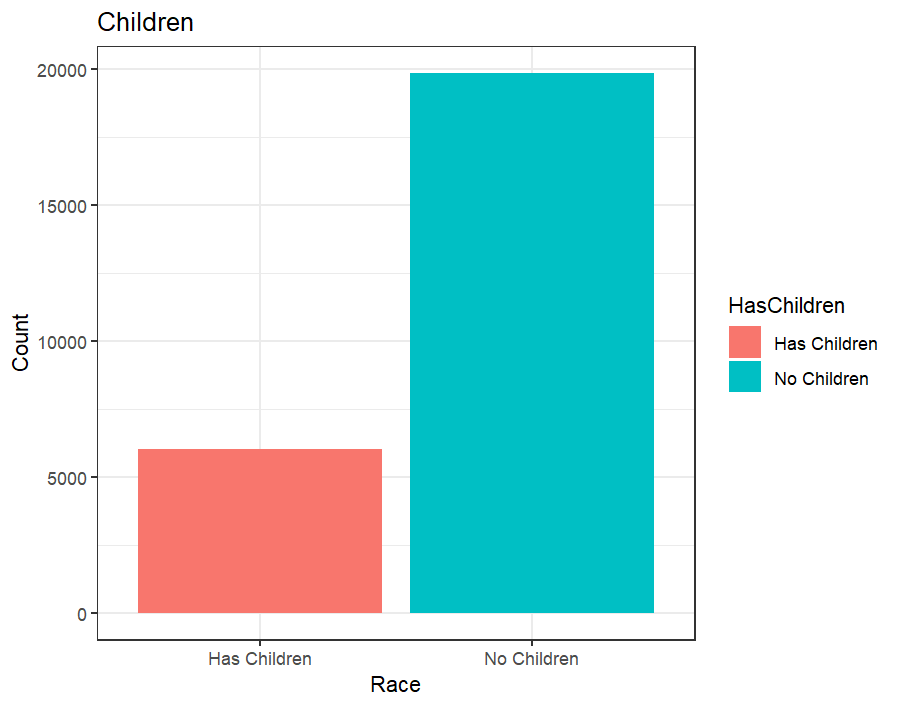 Children
20000
15000
10000
5000
0
Count
Has Children
No Children
Race
HasChildren
Has Children
No Children